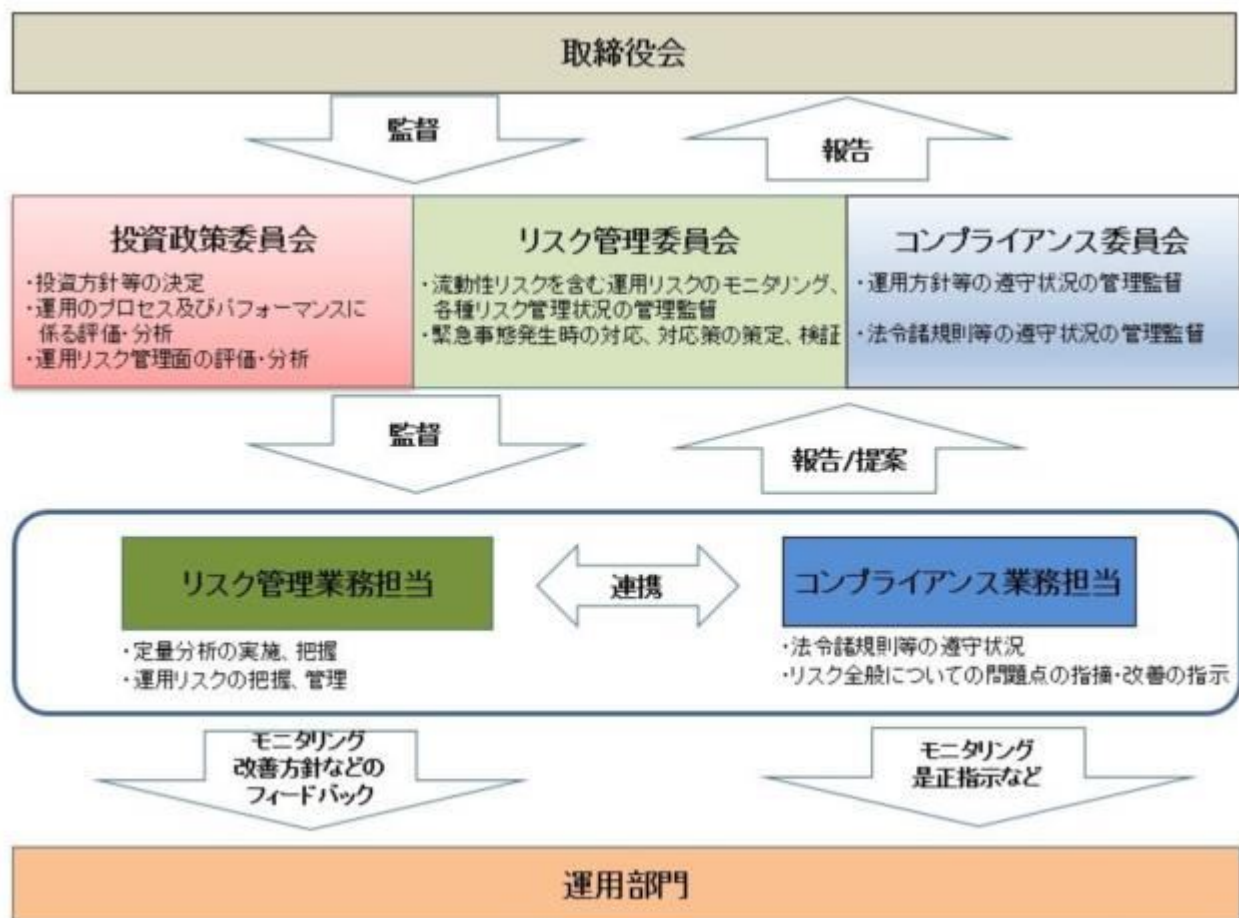 取締役会
監督
報告
投資政策委員会
・投資方針等の決定
・運用のプロセス及びパフォーマンスに
係る評価・分析
・運用リスク管理面の評価・分析
リスク管理委員会
・流動性リスクを含む運用リスクのモニタリング、
各種リスク管理状況の管理監督
・緊急事態発生時の対応、対応策の策定、検証
コンプライアンス委員会
・運用方針等の遵守状況の管理監督
・法令諸規則等の遵守状況の管理監督
監督
報告/提案
リスク管理業務担当
・定量分析の実施、把握
・運用リスクの把握、管理
連携
コンプライアンス業務担当
・法令諸規則等の遵守状況
・リスク全般についての問題点の指摘・改善の指示
モニタリング
改善方針などの
フィードバック
モニタリング
是正指示など
運用部門